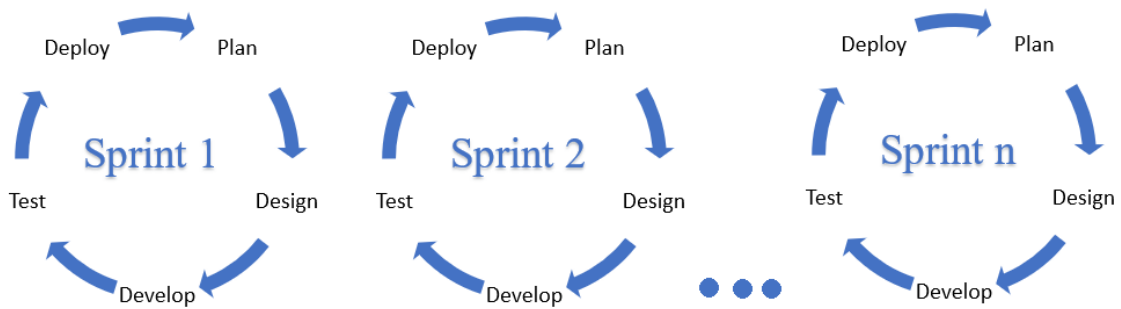 Deploy
Plan
Sprint 1
Test
Design
Develop
Deploy
Plan
Sprint 2
Test
Design
Develop
Deploy
Plan
Sprint n
Test
Design
Develop